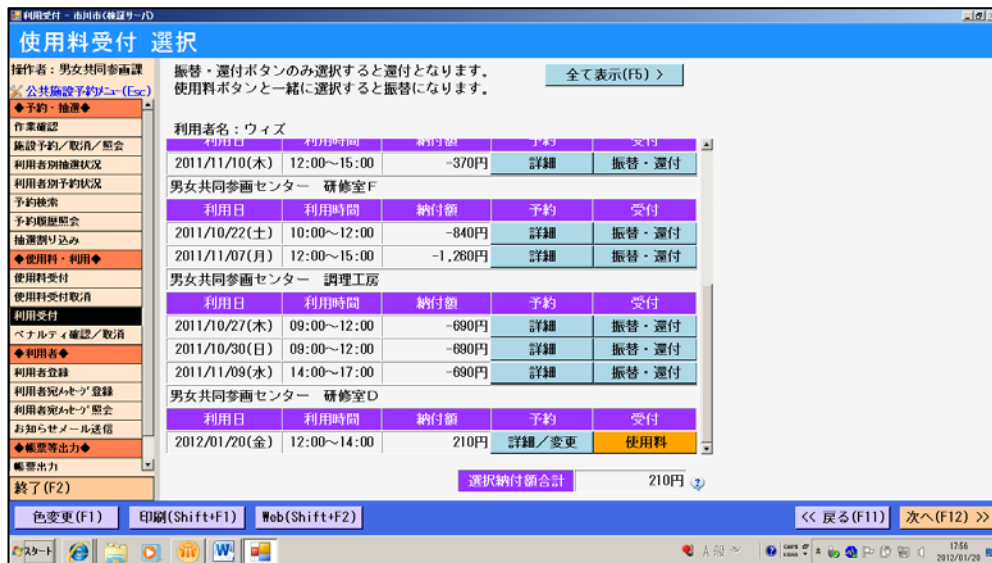 利用受付 - 市川市(検証サーバ)
使用料受付 選択
操作者：男女共同参画課
公共施設予約メニュー(Esc)
◆予約・抽選◆
作業確認
施設予約／取消／照会
利用者別抽選状況
利用者別予約状況
予約検索
予約履歴照会
抽選割り込み
◆使用料・利用◆
使用料受付
使用料受付取消
利用受付
ペナルティ確認／取消
◆利用者◆
利用者登録
利用者宛メッセージ登録
利用者宛メッセージ照会
お知らせメール送信
◆帳票等出力◆
帳票出力
終了(F2)
振替・還付ボタンのみ選択すると還付となります。
使用料ボタンと一緒に選択すると振替になります。
全て表示(F5) >
利用者名：ウィズ
利用日 利用時間 納付額 予約 受付
2011/11/10(木) 12:00～15:00 -370円 詳細 振替・還付
男女共同参画センター 研修室F
利用日 利用時間 納付額 予約 受付
2011/10/22(土) 10:00～12:00 -840円 詳細 振替・還付
2011/11/07(月) 12:00～15:00 -1,260円 詳細 振替・還付
男女共同参画センター 調理工房
利用日 利用時間 納付額 予約 受付
2011/10/27(木) 09:00～12:00 -690円 詳細 振替・還付
2011/10/30(日) 09:00～12:00 -690円 詳細 振替・還付
2011/11/09(水) 14:00～17:00 -690円 詳細 振替・還付
男女共同参画センター 研修室D
利用日 利用時間 納付額 予約 受付
2012/01/20(金) 12:00～14:00 210円 詳細／変更 使用料
選択納付額合計 210円
色変更(F1) 印刷(Shift+F1) Web(Shift+F2) << 戻る(F11) 次へ(F12) >>
スタート A 般 CAPS KANA 17:56
2012/01/20